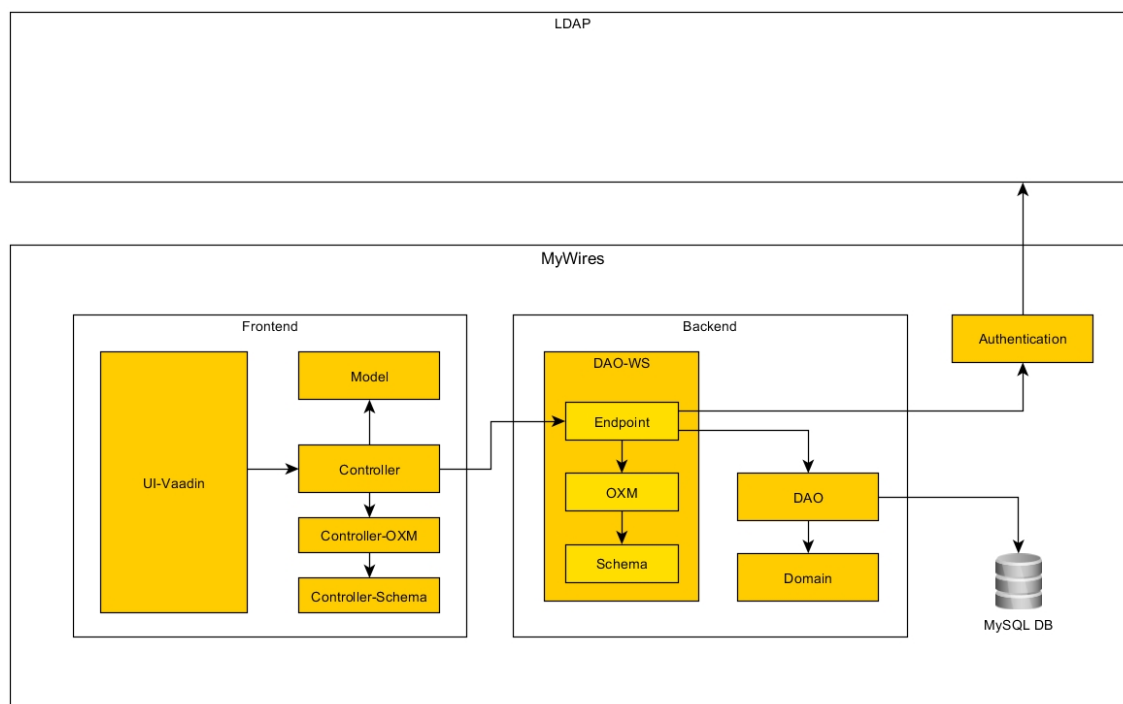 LDAP
MyWires
Frontend
Backend
UI-Vaadin
Model
Controller
Controller-OXM
Controller-Schema
DAO-WS
Endpoint
OXM
Schema
DAO
Domain
Authentication
MySQL DB